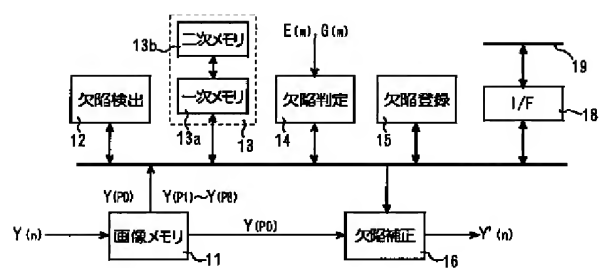 E(m), G(m)
二次メモリ
13b
19
欠陥検出
一次メモリ
欠陥判定
欠陥登録
I/F
12
13a
13
14
15
18
Y(P0)
Y(P1)～Y(P8)
Y(n)
画像メモリ
Y(P0)
欠陥補正
Y'(n)
11
16